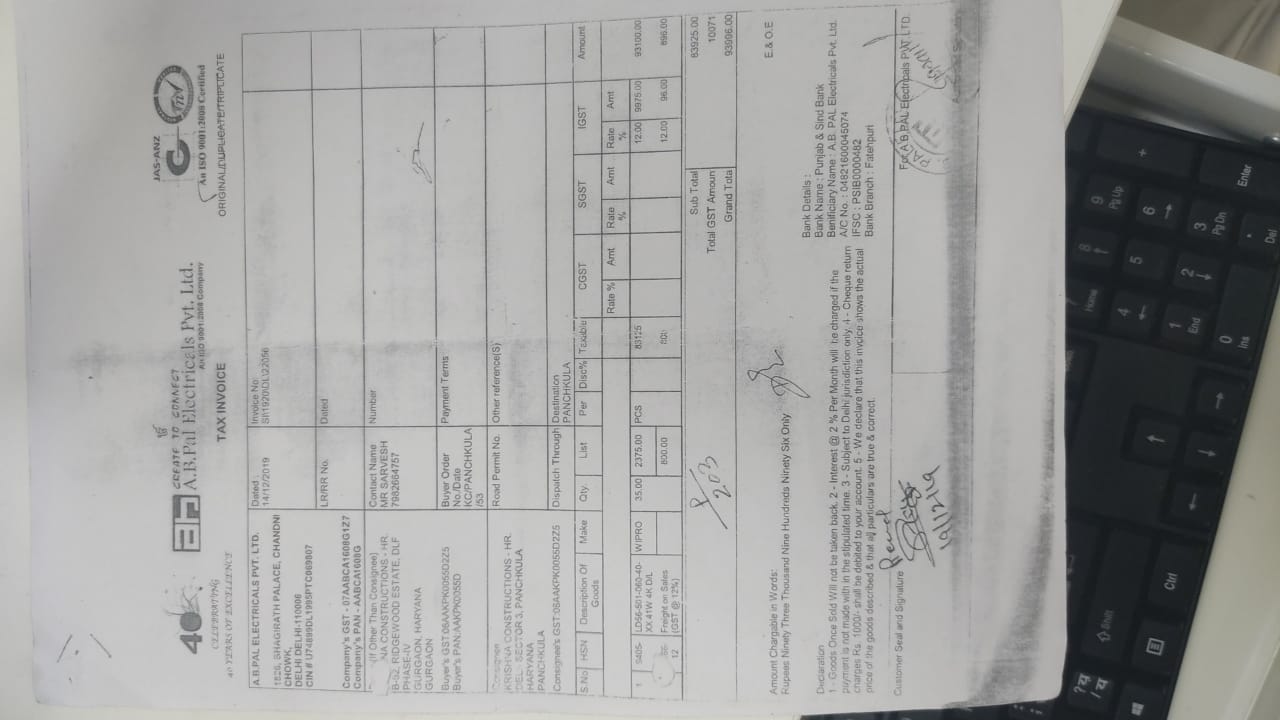 40
CELEBRATING
40 YEARS OF EXCELLENCE
CREATE TO CONNECT
A.B.Pal Electricals Pvt. Ltd.
An ISO 9001:2008 Company
TAX INVOICE
JAS-ANZ
An ISO 9001:2008 Certified
ORIGINAL/DUPLICATE/TRIPLICATE
A.B.PAL ELECTRICALS PVT. LTD.
1826, BHAGIRATH PALACE, CHANDNI
CHOWK,
DELHI DELHI-110006
CIN # U74899DL1995PTC069807
Company's GST - 07AABCA1608G1Z7
Company's PAN - AABCA1608G
Dated :
14/12/2019
Invoice No:
SI\1920\DL\22056
LR/RR No.
Dated
(If Other Than Consignee)
NA CONSTRUCTIONS - HR.
B-52, RIDGEWOOD ESTATE, DLF
PHASE-IV
GURGAON, HARYANA
GURGAON
Contact Name
MR SARVESH
7982664757
Number
Buyer's GST:06AAKPK0055D2Z5
Buyer's PAN:AAKPK0055D
Buyer Order
No./Date
KC/PANCHKULA
/53
Payment Terms
Consignee
KRISHNA CONSTRUCTIONS - HR.
DEL:- SECTOR 3, PANCHKULA
HARYANA
PANCHKULA
Road Permit No.
Other reference(S)
Consignee's GST:06AAKPK0055D2Z5
Dispatch Through
Destination
PANCHKULA
S.No HSN Description Of Goods Make Qty. List Per Disc% Taxable CGST SGST IGST Amount
Rate % Amt Rate % Amt Rate % Amt
1 9405- LD56-501-060-40- WIPRO 35.00 2375.00 PCS 83125 12.00 9975.00 93100.00
XX 41W 4K D/L
Freight on Sales 800.00 800 12.00 96.00 896.00
12 (GST @ 12%)
Sub Total 83925.00
Total GST Amoun 10071
Grand Tota 93996.00
P/203
Amount Chargable in Words:
Rupees Ninety Three Thousand Nine Hundreds Ninety Six Only
E.& O.E
Declaration
1 - Goods Once Sold Will not be taken back. 2 - Interest @ 2 % Per Month will be charged if the
payment is not made with in the stipulated time. 3 - Subject to Delhi jurisdiction only. 4 - Cheque return
charges Rs. 1000/- shall be debited to your account. 5 - We declare that this invoice shows the actual
price of the goods described & that all particulars are true & correct.
Bank Details :
Bank Name : Punjab & Sind Bank
Benificiary Name : A.B. PAL Electricals Pvt. Ltd.
A/C No. : 04821600045074
IFSC : PSIB0000482
Bank Branch : Fatehpuri
Customer Seal and Signature
19/12/19
For A.B.PAL Electricals PVT.LTD.
Authorised Signatory
Shift
Ctrl
Home
8
9
Pg Up
4
5
6
+
1
End
2
3
Pg Dn
0
Ins
.
Del
Enter